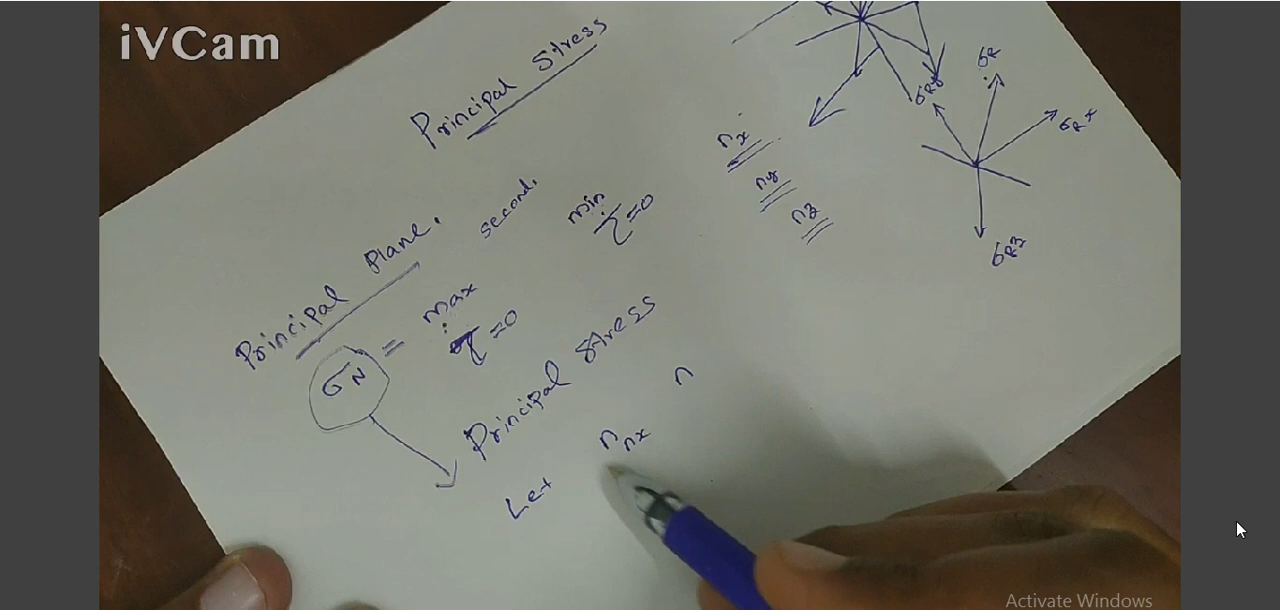 iVCam
Principal Stress
Principal Plane.
second.
σN = max
τ=0
min
τ=0
Principal Stress
Let nnx
n
nx
ny
nz
σR
σRx
σRy
σRz
Activate Windows